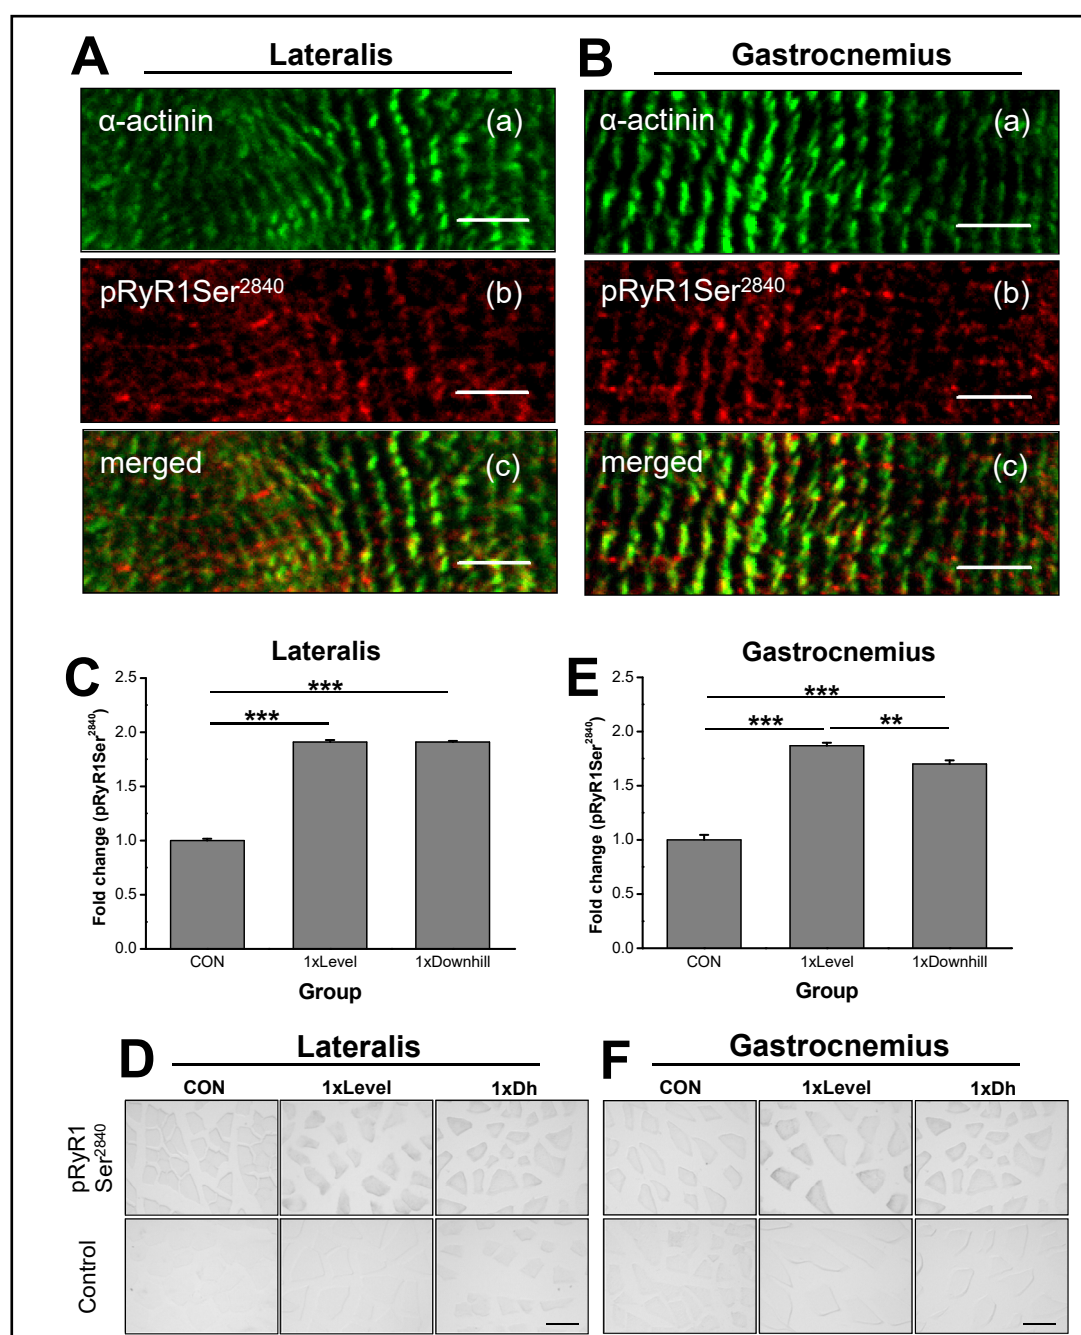 A
Lateralis
α-actinin
(a)
pRyR1Ser²⁸⁴⁰
(b)
merged
(c)
B
Gastrocnemius
α-actinin
(a)
pRyR1Ser²⁸⁴⁰
(b)
merged
(c)
C
Lateralis
Fold change (pRyR1Ser²⁸⁴⁰)
2.5
2.0
1.5
1.0
0.5
0.0
***
***
CON 1xLevel 1xDownhill
Group
E
Gastrocnemius
Fold change (pRyR1Ser²⁸⁴⁰)
2.5
2.0
1.5
1.0
0.5
0.0
***
*** **
CON 1xLevel 1xDownhill
Group
D
Lateralis
CON 1xLevel 1xDh
pRyR1
Ser²⁸⁴⁰
Control
F
Gastrocnemius
CON 1xLevel 1xDh